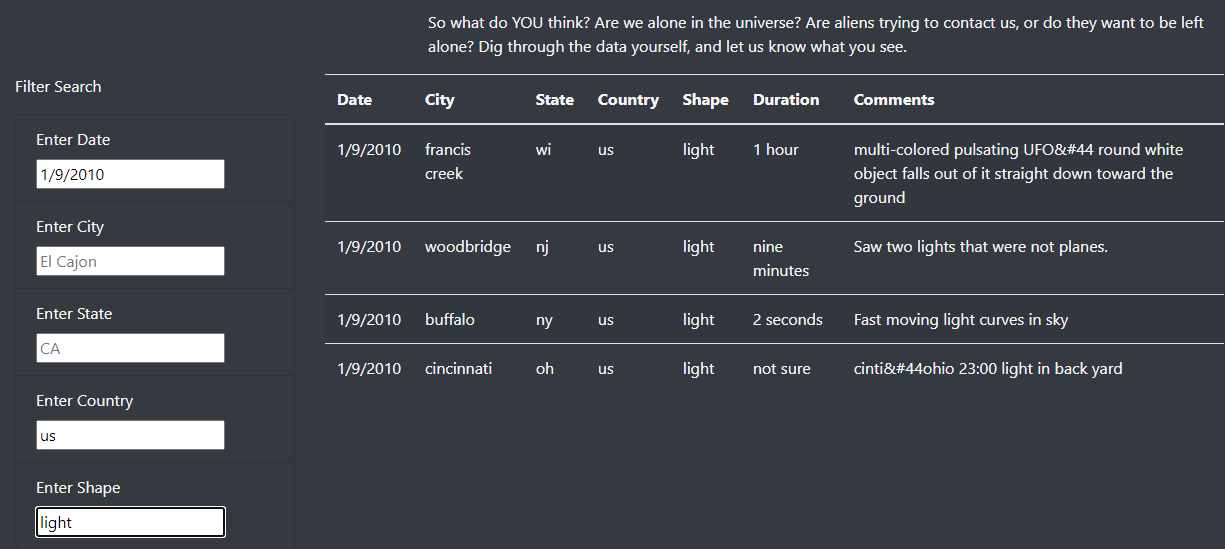 So what do YOU think? Are we alone in the universe? Are aliens trying to contact us, or do they want to be left
alone? Dig through the data yourself, and let us know what you see.
Filter Search
Enter Date
1/9/2010
Enter City
El Cajon
Enter State
CA
Enter Country
us
Enter Shape
light
Date City State Country Shape Duration Comments
1/9/2010 francis wi us light 1 hour multi-colored pulsating UFO&#44 round white
creek object falls out of it straight down toward the
ground
1/9/2010 woodbridge nj us light nine Saw two lights that were not planes.
minutes
1/9/2010 buffalo ny us light 2 seconds Fast moving light curves in sky
1/9/2010 cincinnati oh us light not sure cinti&#44ohio 23:00 light in back yard